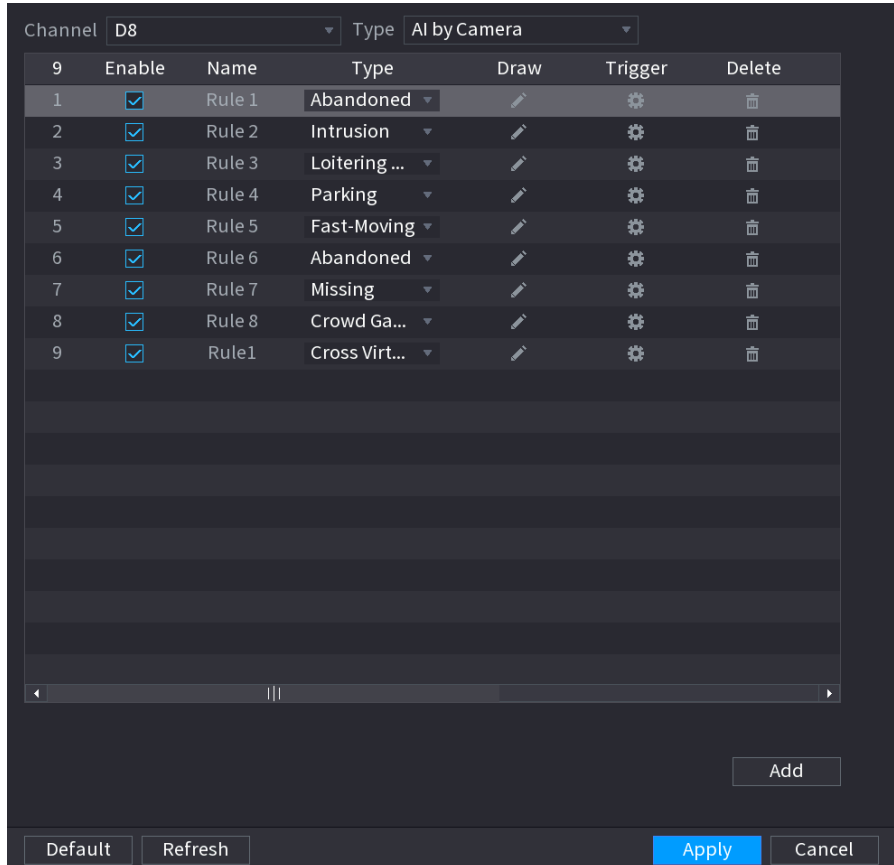 Channel D8 Type AI by Camera
9 Enable Name Type Draw Trigger Delete
1 Rule 1 Abandoned
2 Rule 2 Intrusion
3 Rule 3 Loitering ...
4 Rule 4 Parking
5 Rule 5 Fast-Moving
6 Rule 6 Abandoned
7 Rule 7 Missing
8 Rule 8 Crowd Ga...
9 Rule1 Cross Virt...
Add
Default Refresh Apply Cancel